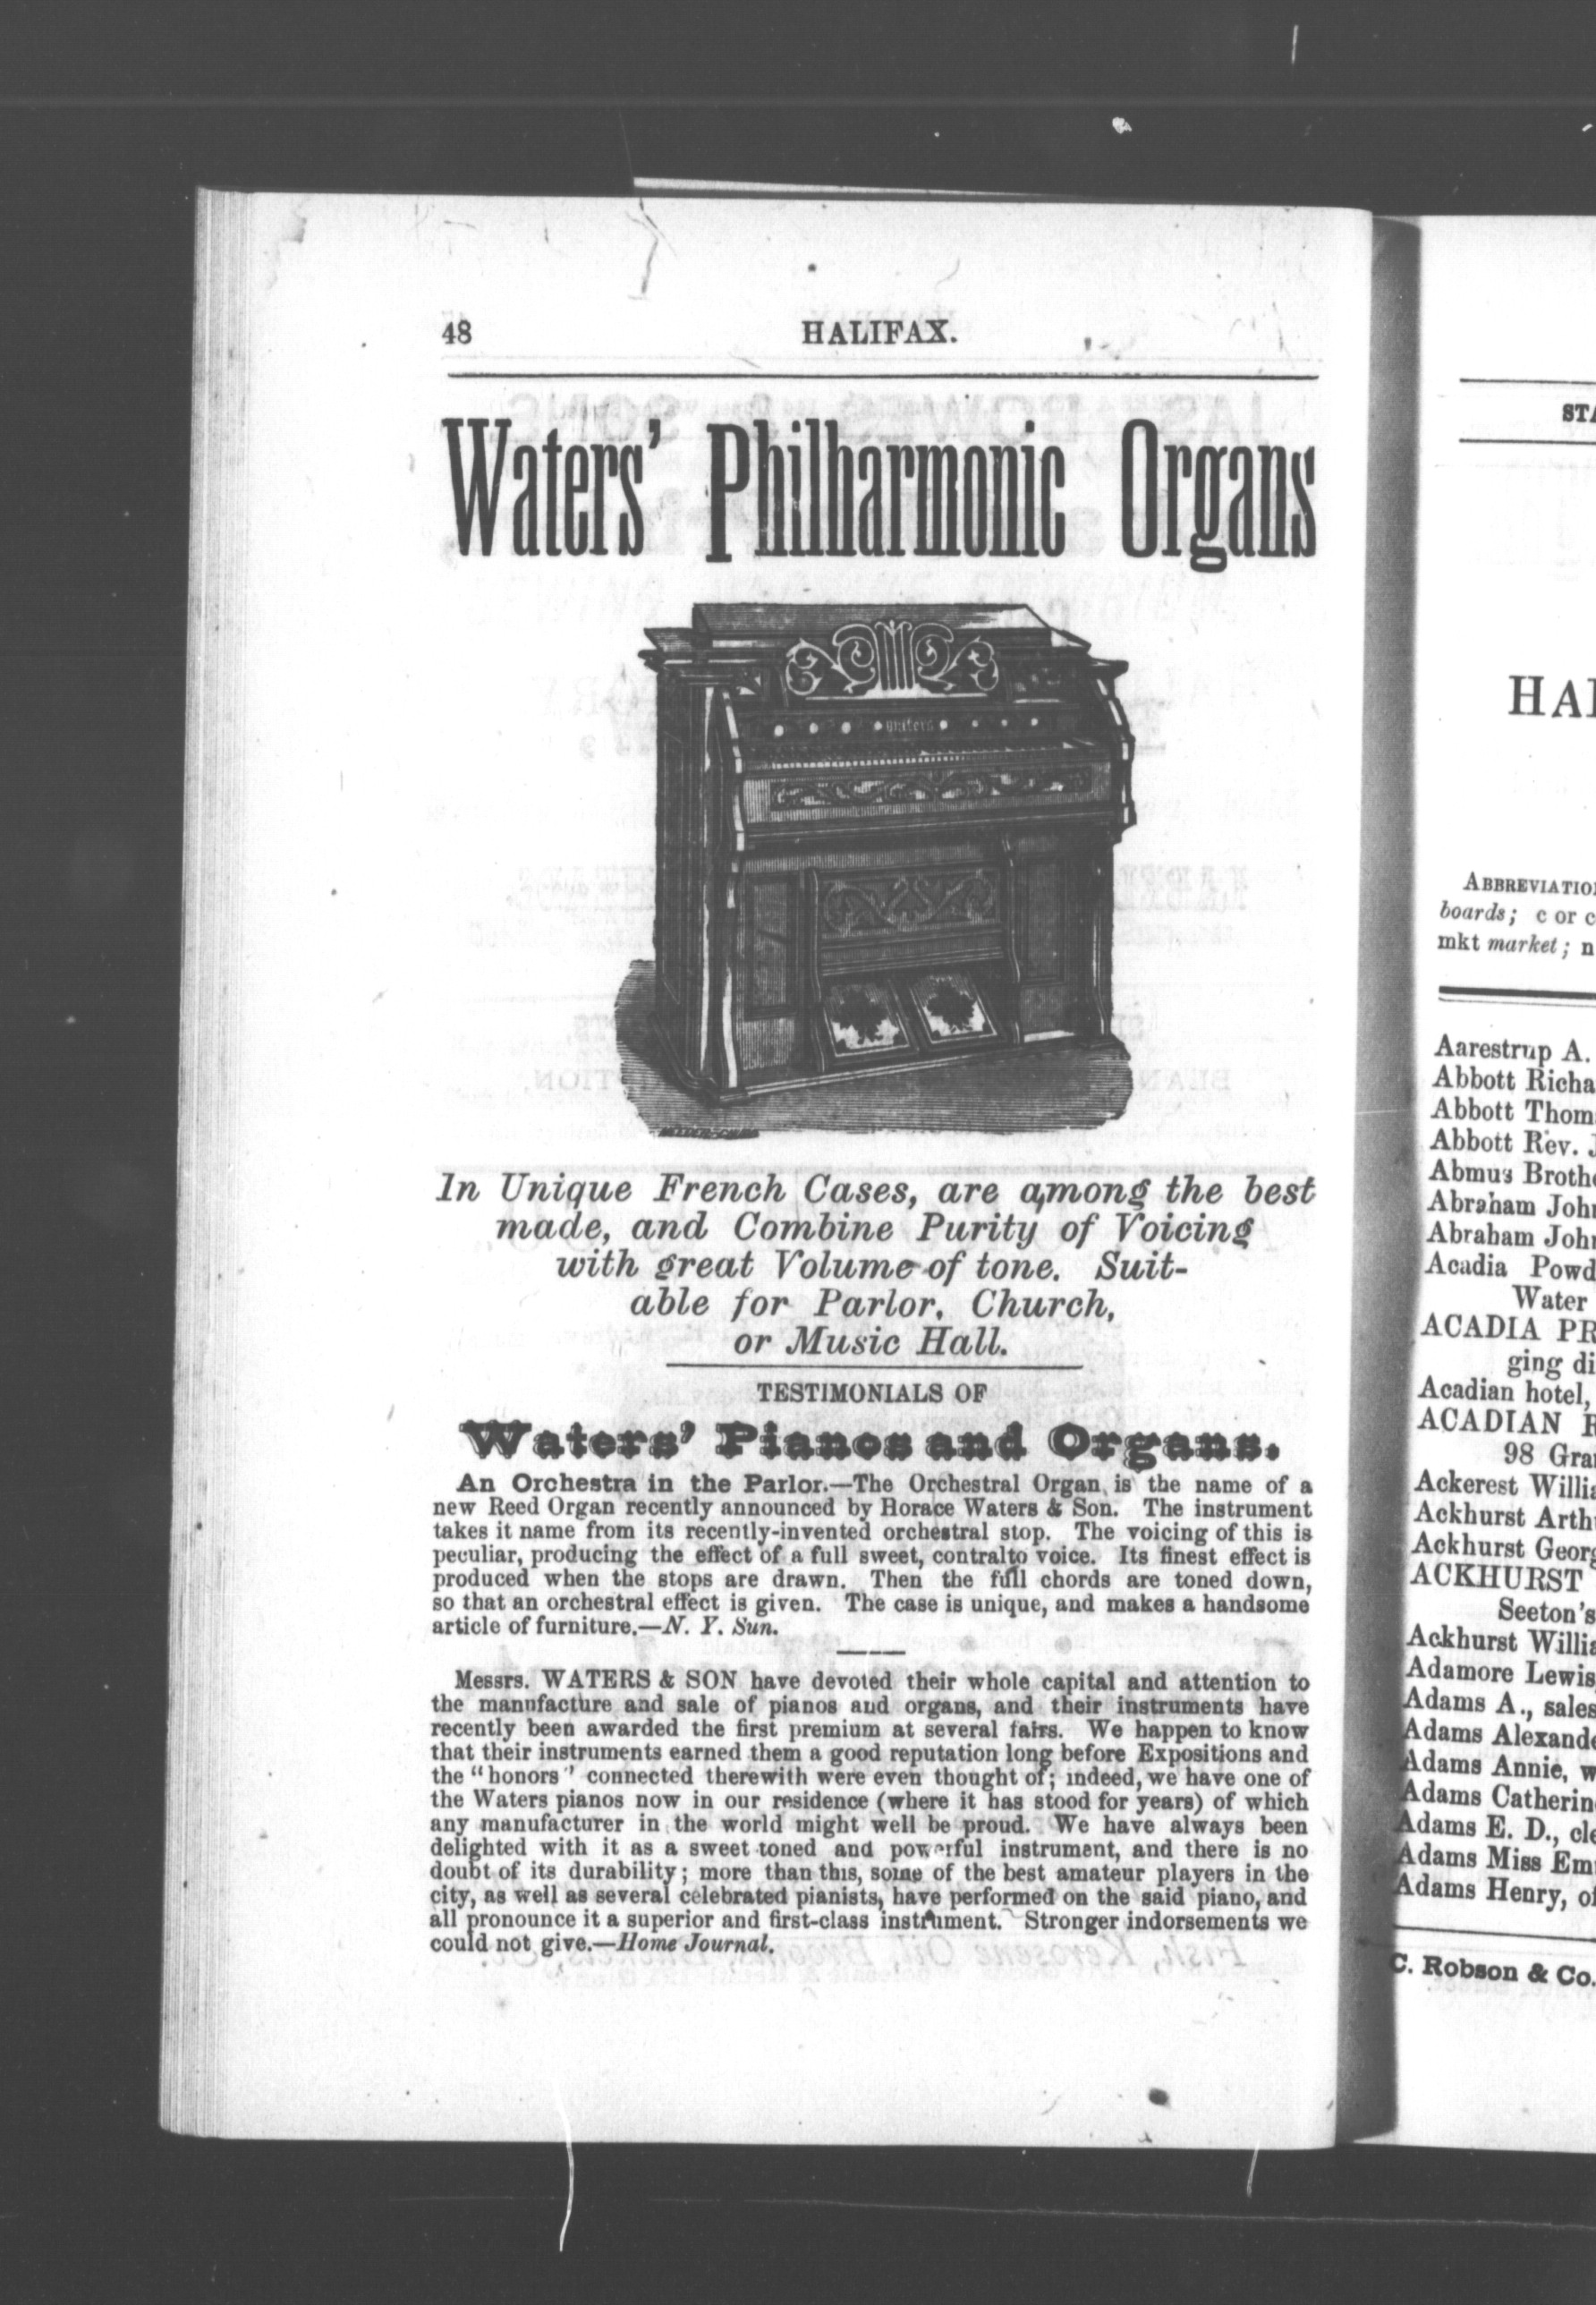 48 HALIFAX.
Waters' Philharmonic Organs
Waters
In Unique French Cases, are among the best
made, and Combine Purity of Voicing
with great Volume of tone. Suit-
able for Parlor, Church,
or Music Hall.
TESTIMONIALS OF
Waters' Pianos and Organs.
An Orchestra in the Parlor.—The Orchestral Organ is the name of a
new Reed Organ recently announced by Horace Waters & Son. The instrument
takes it name from its recently-invented orchestral stop. The voicing of this is
peculiar, producing the effect of a full sweet, contralto voice. Its finest effect is
produced when the stops are drawn. Then the full chords are toned down,
so that an orchestral effect is given. The case is unique, and makes a handsome
article of furniture.—N. Y. Sun.
Messrs. WATERS & SON have devoted their whole capital and attention to
the manufacture and sale of pianos and organs, and their instruments have
recently been awarded the first premium at several fairs. We happen to know
that their instruments earned them a good reputation long before Expositions and
the "honors" connected therewith were even thought of; indeed, we have one of
the Waters pianos now in our residence (where it has stood for years) of which
any manufacturer in the world might well be proud. We have always been
delighted with it as a sweet toned and powerful instrument, and there is no
doubt of its durability; more than this, some of the best amateur players in the
city, as well as several celebrated pianists, have performed on the said piano, and
all pronounce it a superior and first-class instrument. Stronger indorsements we
could not give.—Home Journal.
STA
HAL
ABBREVIATIO
boards; c or c
mkt market; n
Aarestrup A.
Abbott Richa
Abbott Thom
Abbott Rev. J
Abmus Brothe
Abraham John
Abraham John
Acadia Powd
Water
ACADIA PR
ging di
Acadian hotel,
ACADIAN R
98 Gra
Ackerest Willia
Ackhurst Arth
Ackhurst Georg
ACKHURST
Seeton's
Ackhurst Willia
Adamore Lewis
Adams A., sales
Adams Alexande
Adams Annie, w
Adams Catherin
Adams E. D., cle
Adams Miss Em
Adams Henry, of
C. Robson & Co.